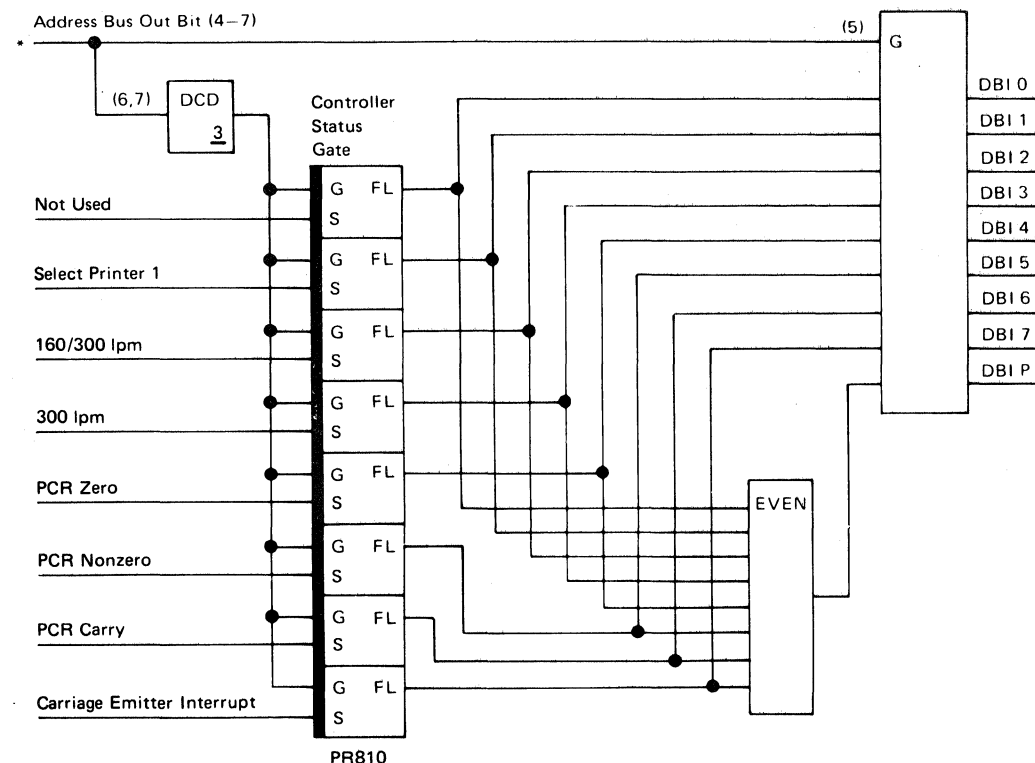 Address Bus Out Bit (4–7)
*
(5)
G
(6,7)
DCD
3
Controller
Status
Gate
DBI 0
DBI 1
DBI 2
DBI 3
DBI 4
DBI 5
DBI 6
DBI 7
DBI P
G FL
Not Used
S
G FL
Select Printer 1
S
G FL
160/300 lpm
S
G FL
300 lpm
S
G FL
PCR Zero
S
EVEN
G FL
PCR Nonzero
S
G FL
PCR Carry
S
G FL
Carriage Emitter Interrupt
S
PR810